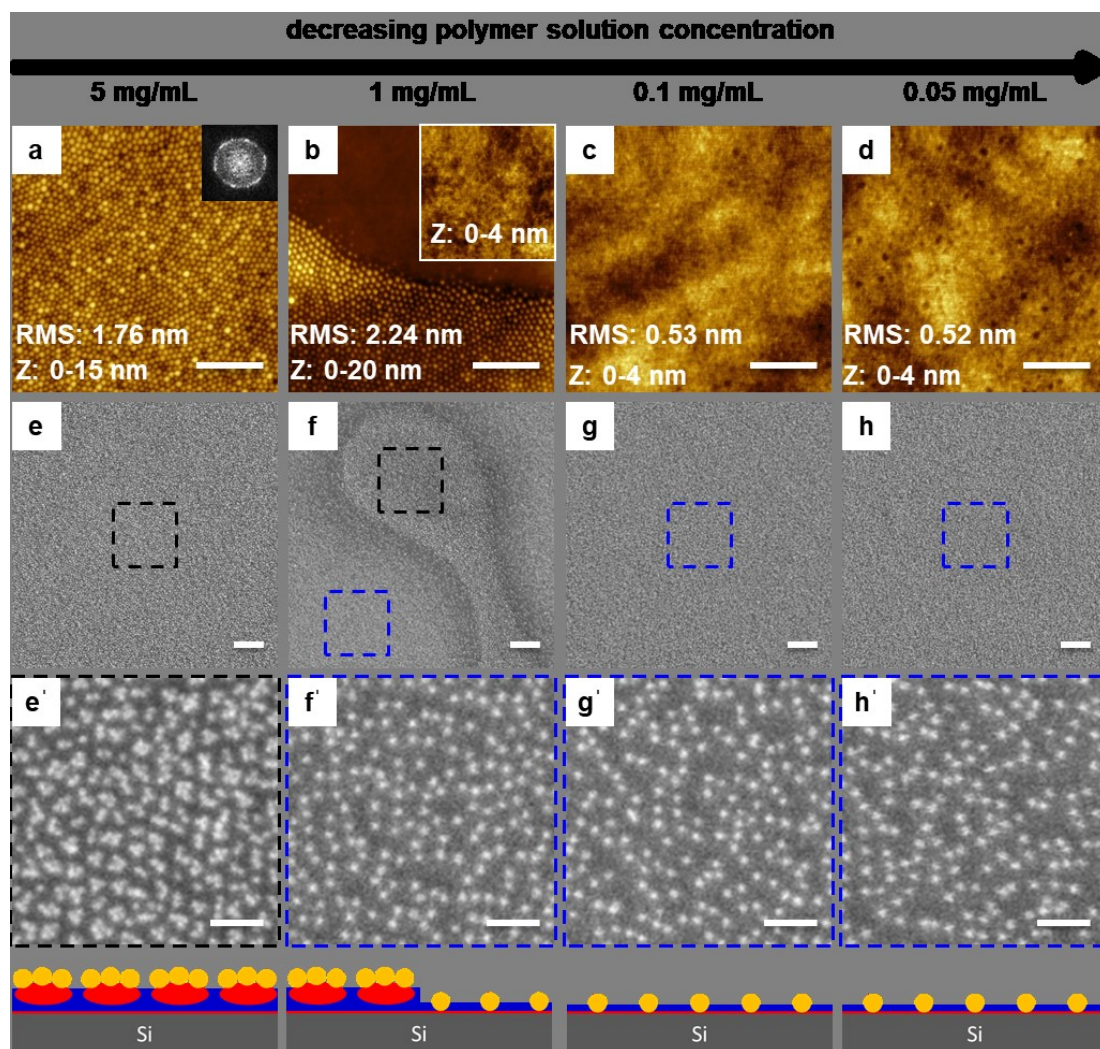 decreasing polymer solution concentration
5 mg/mL 1 mg/mL 0.1 mg/mL 0.05 mg/mL
a b c d
Z: 0-4 nm
RMS: 1.76 nm RMS: 2.24 nm RMS: 0.53 nm RMS: 0.52 nm
Z: 0-15 nm Z: 0-20 nm Z: 0-4 nm Z: 0-4 nm
e f g h
e' f' g' h'
Si Si Si Si